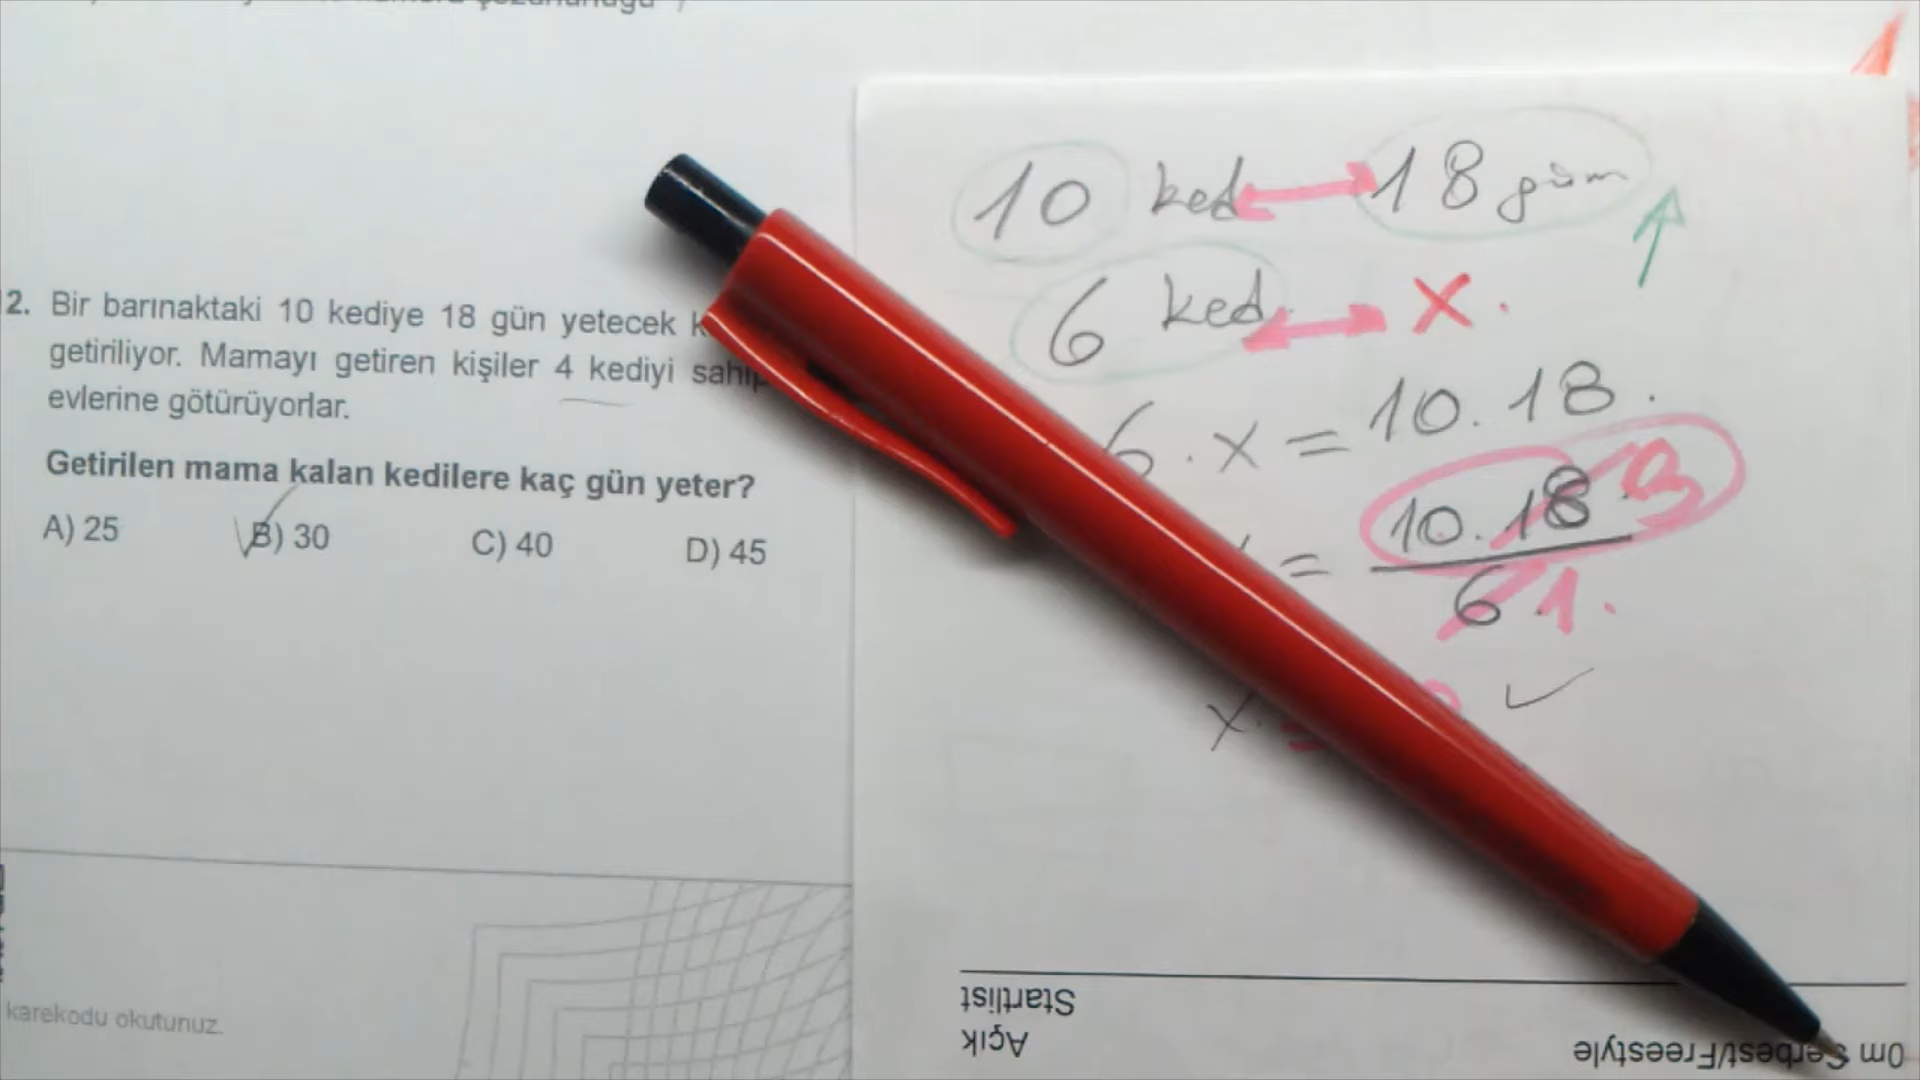 2. Bir barınaktaki 10 kediye 18 gün yetecek
getiriliyor. Mamayı getiren kişiler 4 kediyi
evlerine götürüyorlar.
Getirilen mama kalan kedilere kaç gün yeter?
A) 25 B) 30 C) 40 D) 45
karekodu okutunuz.
10 ked 18 gün
6 ked. x.
6.x = 10.18.
= 10.18 3
6 1.
x
Startlist
Açık
0m Serbest/Freestyle